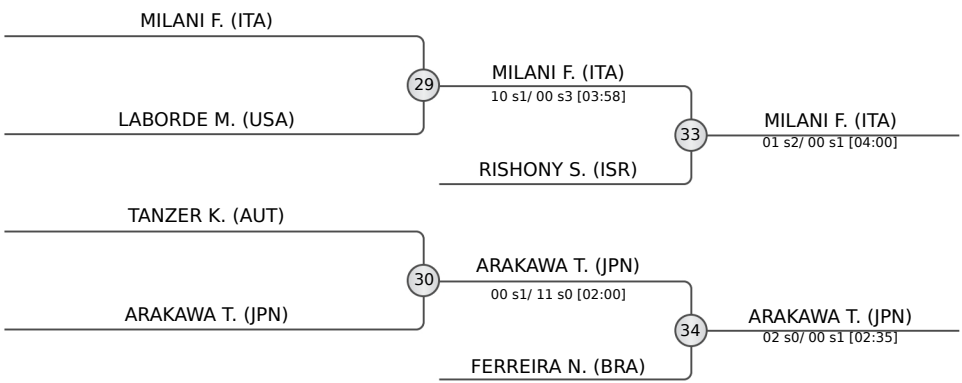 MILANI F. (ITA)
29
MILANI F. (ITA)
10 s1/ 00 s3 [03:58]
LABORDE M. (USA)
33
MILANI F. (ITA)
01 s2/ 00 s1 [04:00]
RISHONY S. (ISR)
TANZER K. (AUT)
30
ARAKAWA T. (JPN)
00 s1/ 11 s0 [02:00]
ARAKAWA T. (JPN)
34
ARAKAWA T. (JPN)
02 s0/ 00 s1 [02:35]
FERREIRA N. (BRA)